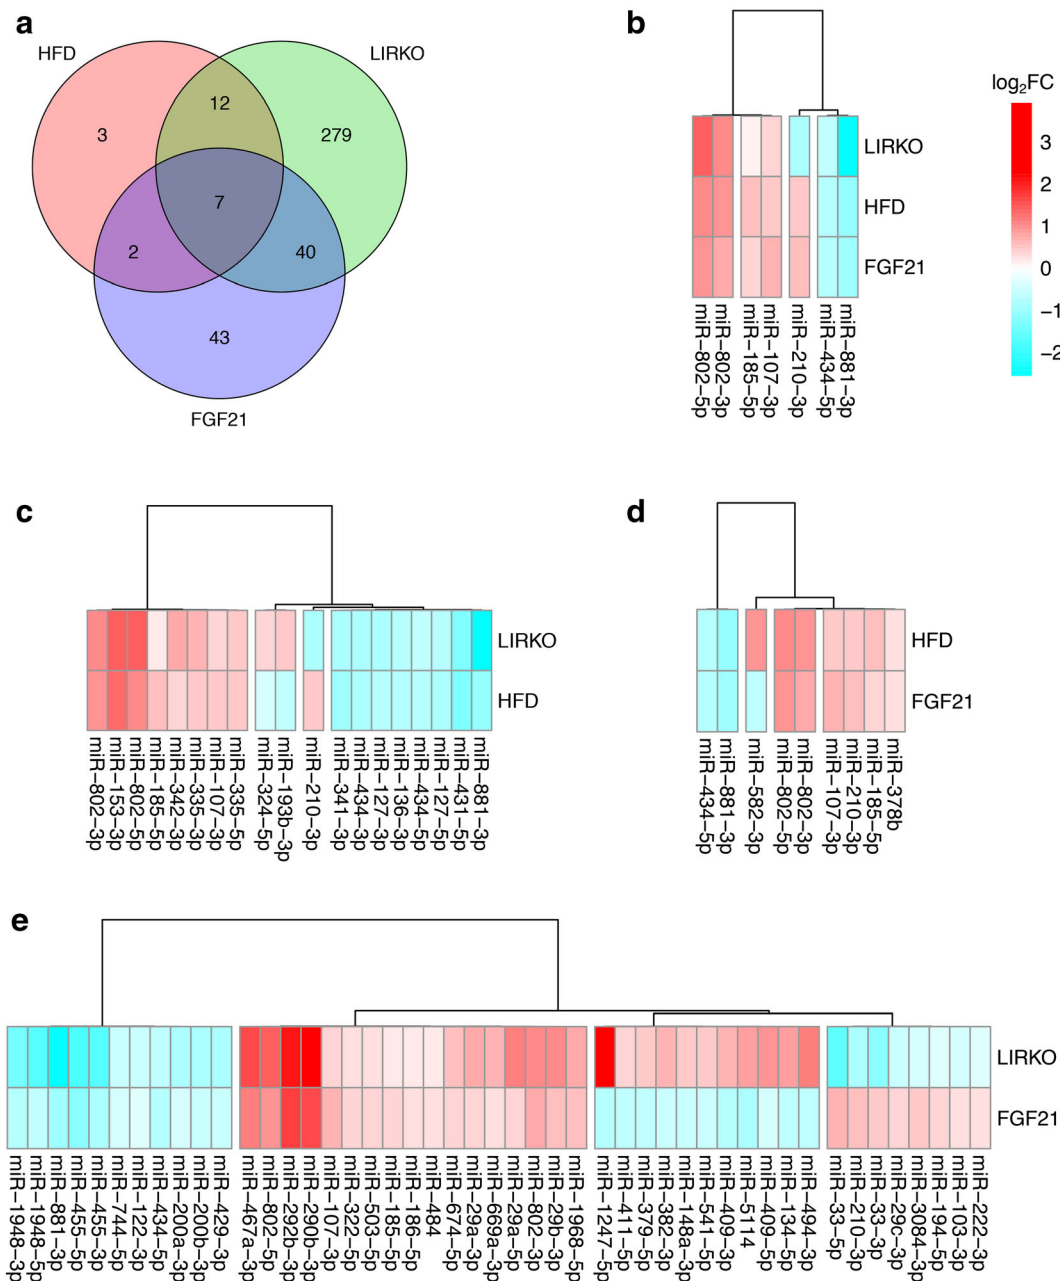 a
HFD
LIRKO
12
3
279
7
2
40
43
FGF21
b
LIRKO
HFD
FGF21
miR−802−5p
miR−802−3p
miR−185−5p
miR−107−3p
miR−210−3p
miR−434−5p
miR−881−3p
log₂FC
3
2
1
0
−1
−2
c
LIRKO
HFD
miR−802−3p
miR−153−3p
miR−802−5p
miR−185−5p
miR−342−3p
miR−335−3p
miR−107−3p
miR−335−5p
miR−324−5p
miR−193b−3p
miR−210−3p
miR−341−3p
miR−434−3p
miR−127−3p
miR−136−3p
miR−434−5p
miR−127−5p
miR−431−5p
miR−881−3p
d
HFD
FGF21
miR−434−5p
miR−881−3p
miR−582−3p
miR−802−5p
miR−802−3p
miR−107−3p
miR−210−3p
miR−185−5p
miR−378b
e
LIRKO
FGF21
miR−1948−3p
miR−1948−5p
miR−881−3p
miR−455−5p
miR−455−3p
miR−744−5p
miR−122−3p
miR−434−5p
miR−200a−3p
miR−200b−3p
miR−429−3p
miR−467a−3p
miR−802−5p
miR−292b−3p
miR−290b−3p
miR−107−3p
miR−322−5p
miR−503−5p
miR−185−5p
miR−186−5p
miR−484
miR−674−5p
miR−29a−3p
miR−669a−3p
miR−29a−5p
miR−802−3p
miR−29b−3p
miR−1968−5p
miR−1247−5p
miR−411−5p
miR−379−5p
miR−382−3p
miR−148a−3p
miR−541−5p
miR−409−3p
miR−5114
miR−409−5p
miR−134−5p
miR−494−3p
miR−33−5p
miR−210−3p
miR−33−3p
miR−296−3p
miR−3084−3p
miR−194−5p
miR−103−3p
miR−222−3p